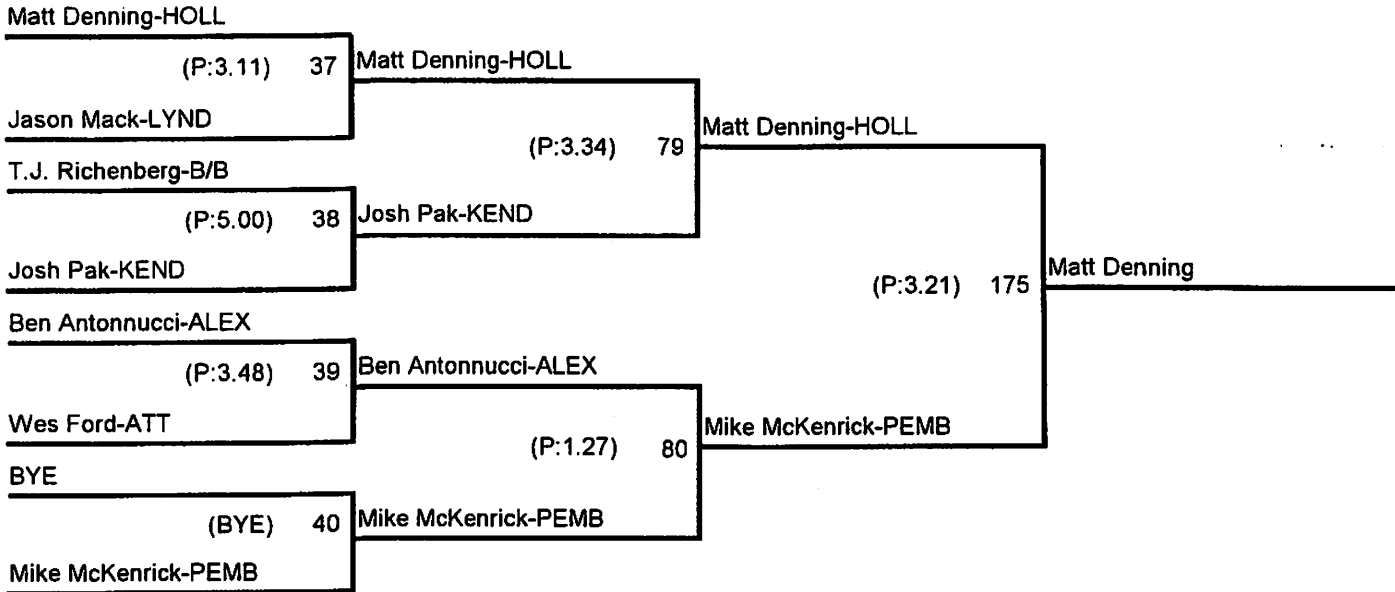 Matt Denning-HOLL
(P:3.11) 37
Matt Denning-HOLL
Jason Mack-LYND
(P:3.34) 79
Matt Denning-HOLL
T.J. Richenberg-B/B
(P:5.00) 38
Josh Pak-KEND
Josh Pak-KEND
(P:3.21) 175
Matt Denning
Ben Antonnucci-ALEX
(P:3.48) 39
Ben Antonnucci-ALEX
Wes Ford-ATT
(P:1.27) 80
Mike McKenrick-PEMB
BYE
(BYE) 40
Mike McKenrick-PEMB
Mike McKenrick-PEMB